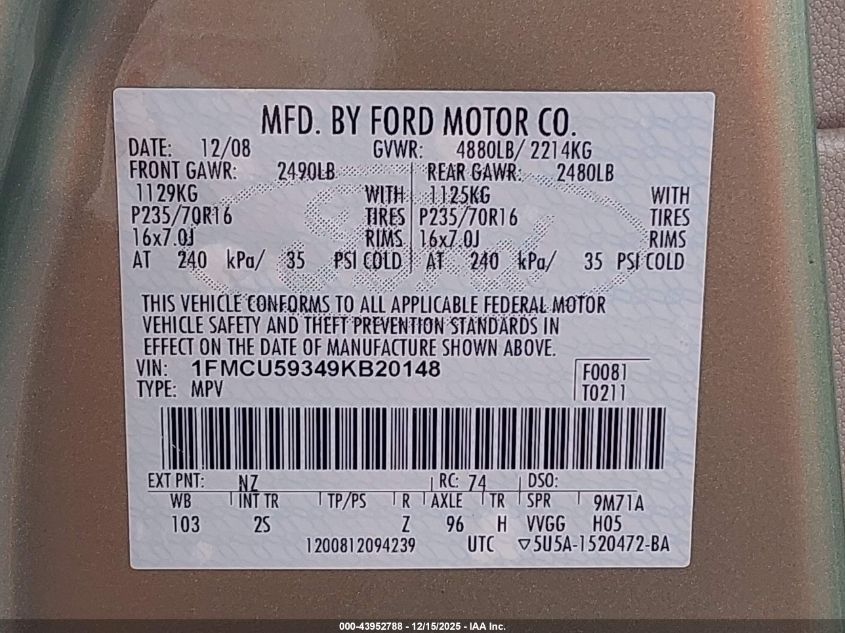 MFD. BY FORD MOTOR CO.
DATE: 12/08 GVWR: 4880LB/ 2214KG
FRONT GAWR: 2490LB REAR GAWR: 2480LB
1129KG WITH 1125KG WITH
P235/70R16 TIRES P235/70R16 TIRES
16x7.0J RIMS 16x7.0J RIMS
AT 240 kPa/ 35 PSI COLD AT 240 kPa/ 35 PSI COLD
THIS VEHICLE CONFORMS TO ALL APPLICABLE FEDERAL MOTOR
VEHICLE SAFETY AND THEFT PREVENTION STANDARDS IN
EFFECT ON THE DATE OF MANUFACTURE SHOWN ABOVE.
VIN: 1FMCU59349KB20148 F0081
TYPE: MPV T0211
EXT PNT: NZ RC: 74 DSO:
WB INT TR TP/PS R AXLE TR SPR 9M71A
103 2S Z 96 H VVGG H05
1200812094239 UTC ▽5U5A-1520472-BA
000-43952788 - 12/15/2025 - IAA Inc.